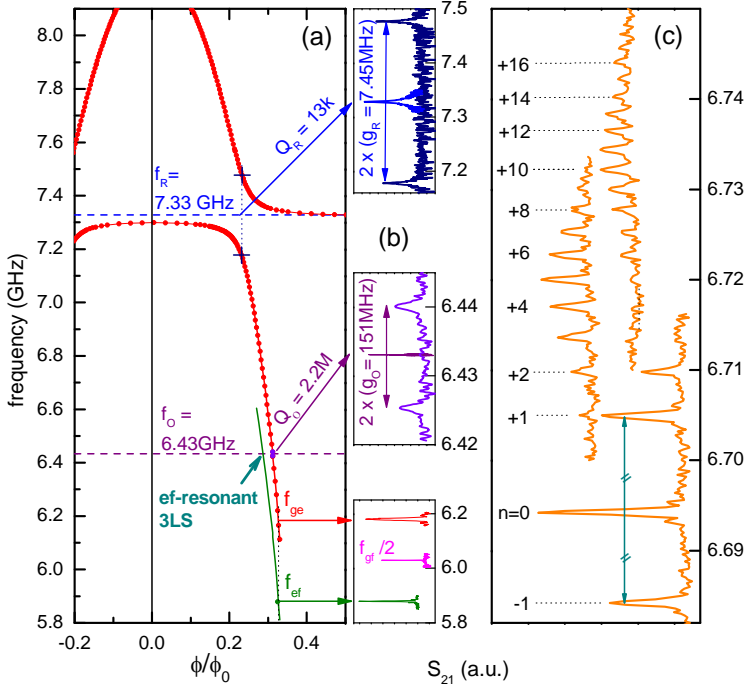 (a)
(b)
(c)
frequency (GHz)
8.0
7.8
7.6
7.4
7.2
7.0
6.8
6.6
6.4
6.2
6.0
5.8
-0.2
0.0
0.2
0.4
ϕ/ϕ0
f_R =
7.33 GHz
Q_R = 13k
f_O =
6.43GHz
Q_O = 2.2M
ef-resonant
3LS
f_ge
f_ef
2 x (g_R = 7.45MHz)
7.5
7.4
7.3
7.2
2 x (g_O = 151MHz)
6.44
6.43
6.42
f_gf /2
6.2
6.0
5.8
S_21 (a.u.)
+16
+14
+12
+10
+8
+6
+4
+2
+1
n=0
-1
6.74
6.73
6.72
6.71
6.70
6.69